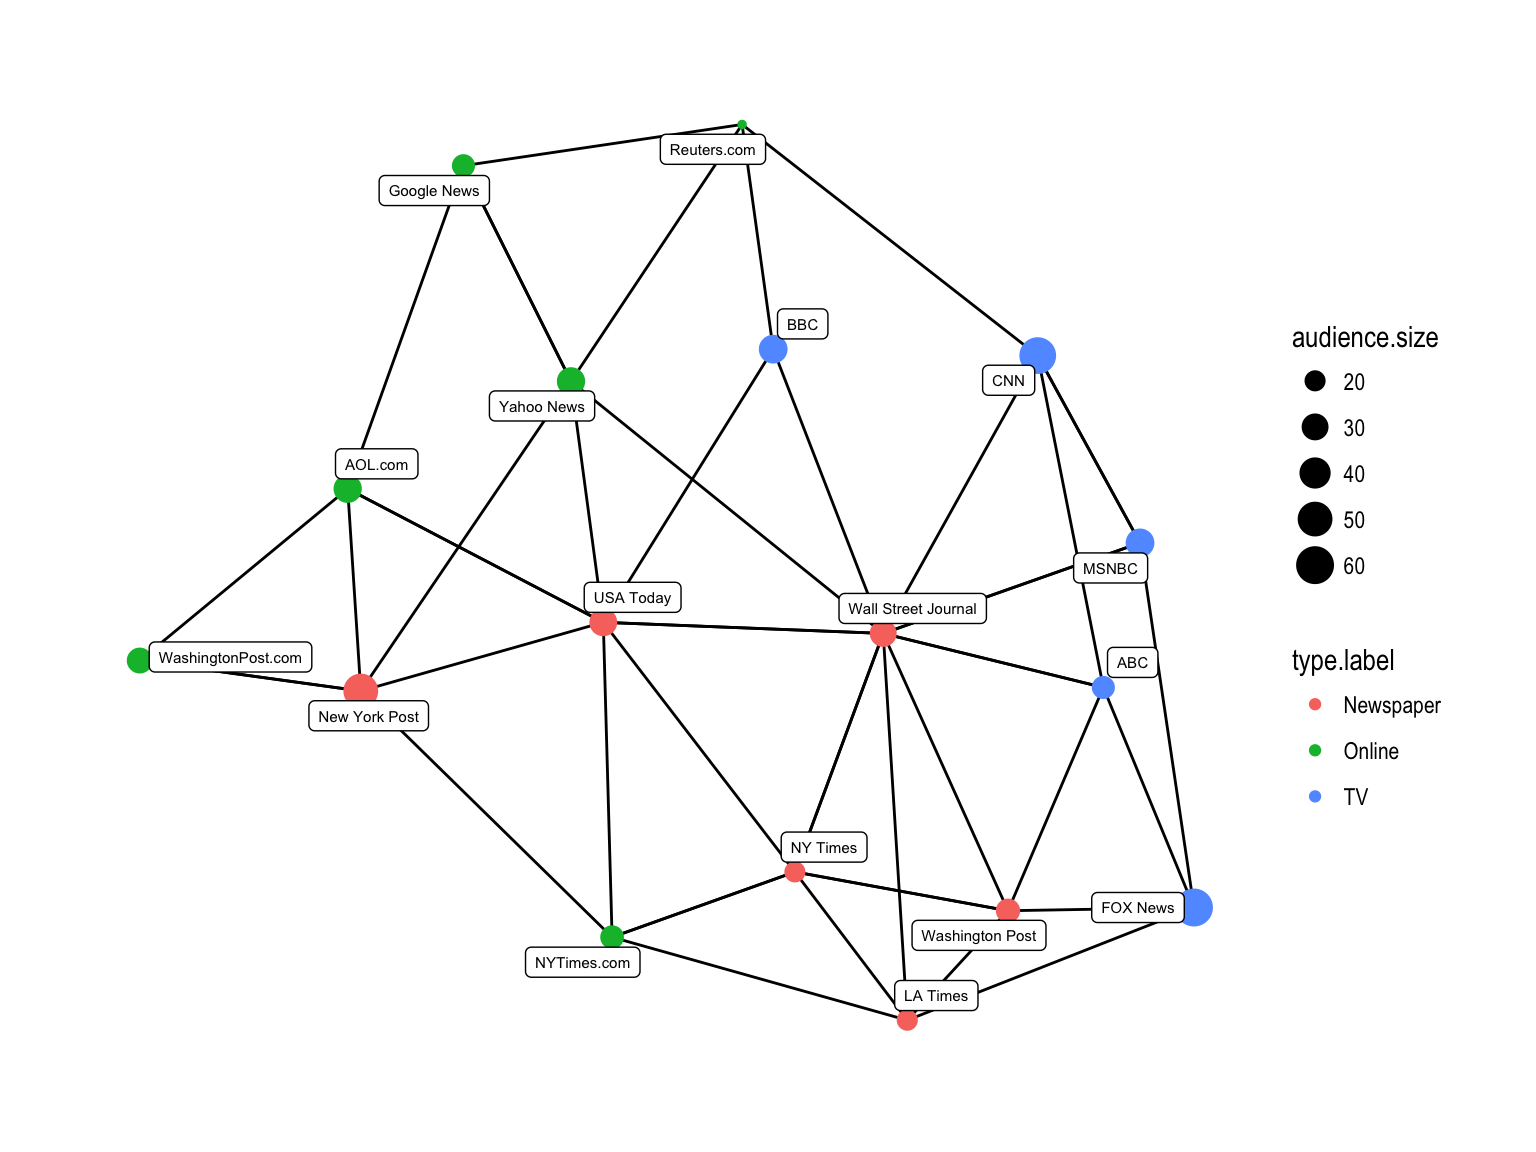 Reuters.com
Google News
BBC
CNN
Yahoo News
AOL.com
MSNBC
USA Today
Wall Street Journal
WashingtonPost.com
ABC
New York Post
NY Times
FOX News
Washington Post
NYTimes.com
LA Times
audience.size
20
30
40
50
60
type.label
Newspaper
Online
TV